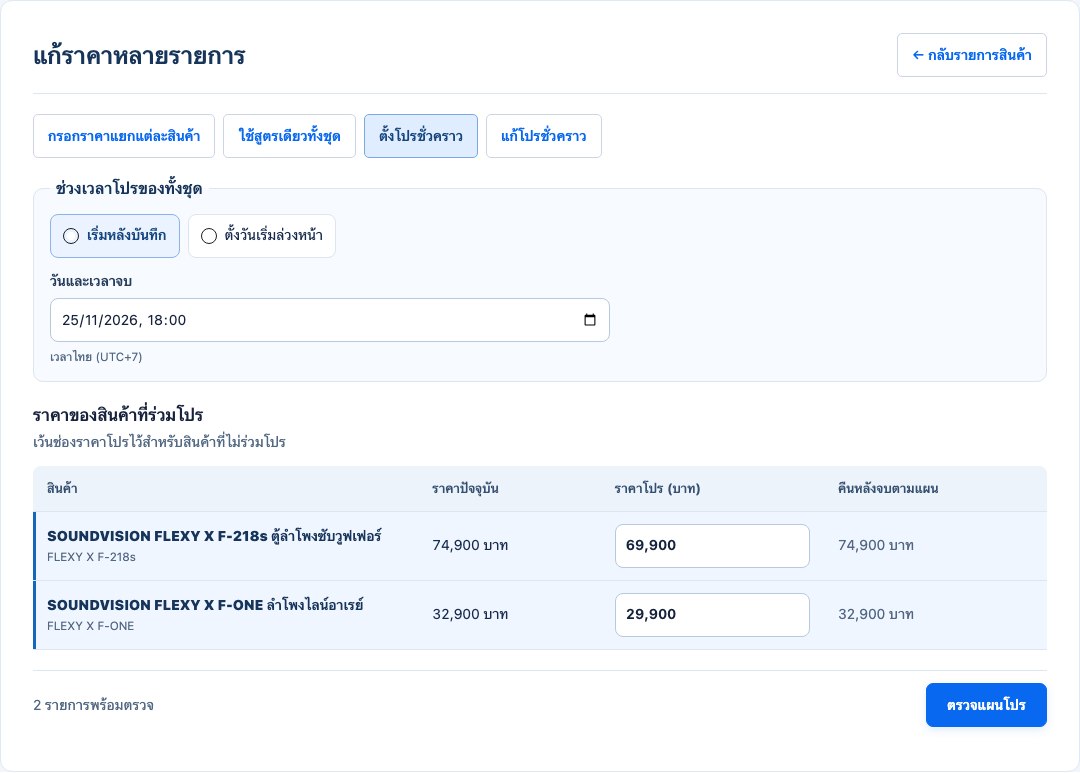 แก้ราคาหลายรายการ
← กลับรายการสินค้า
กรอกราคาแยกแต่ละสินค้า
ใช้สูตรเดียวทั้งชุด
ตั้งโปรชั่วคราว
แก้โปรชั่วคราว
ช่วงเวลาโปรของทั้งชุด
เริ่มหลังบันทึก
ตั้งวันเริ่มล่วงหน้า
วันและเวลาจบ
25/11/2026, 18:00
เวลาไทย (UTC+7)
ราคาของสินค้าที่ร่วมโปร
เว้นช่องราคาโปรไว้สำหรับสินค้าที่ไม่ร่วมโปร
สินค้า ราคาปัจจุบัน ราคาโปร (บาท) คืนหลังจบตามแผน
SOUNDVISION FLEXY X F-218s ตู้ลำโพงซับวูฟเฟอร์
FLEXY X F-218s
74,900 บาท 69,900 74,900 บาท
SOUNDVISION FLEXY X F-ONE ลำโพงไลน์อาเรย์
FLEXY X F-ONE
32,900 บาท 29,900 32,900 บาท
2 รายการพร้อมตรวจ
ตรวจแผนโปร